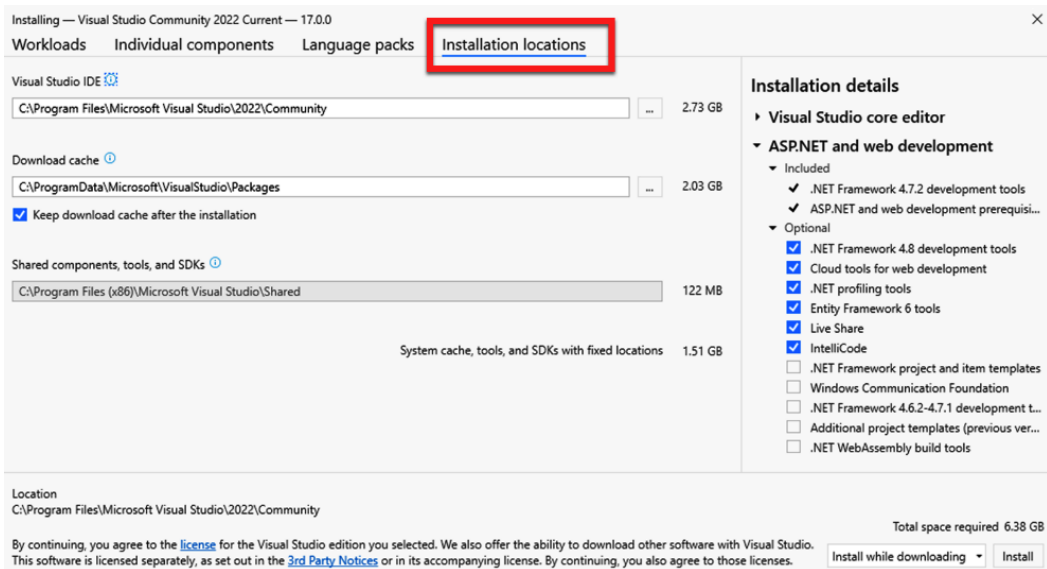 Installing — Visual Studio Community 2022 Current — 17.0.0
Workloads Individual components Language packs Installation locations
Visual Studio IDE
C:\Program Files\Microsoft Visual Studio\2022\Community ... 2.73 GB
Download cache
C:\ProgramData\Microsoft\VisualStudio\Packages ... 2.03 GB
Keep download cache after the installation
Shared components, tools, and SDKs
C:\Program Files (x86)\Microsoft Visual Studio\Shared 122 MB
System cache, tools, and SDKs with fixed locations 1.51 GB
Installation details
Visual Studio core editor
ASP.NET and web development
Included
.NET Framework 4.7.2 development tools
ASP.NET and web development prerequisi...
Optional
.NET Framework 4.8 development tools
Cloud tools for web development
.NET profiling tools
Entity Framework 6 tools
Live Share
IntelliCode
.NET Framework project and item templates
Windows Communication Foundation
.NET Framework 4.6.2-4.7.1 development t...
Additional project templates (previous ver...
.NET WebAssembly build tools
Location
C:\Program Files\Microsoft Visual Studio\2022\Community
Total space required 6.38 GB
By continuing, you agree to the license for the Visual Studio edition you selected. We also offer the ability to download other software with Visual Studio.
This software is licensed separately, as set out in the 3rd Party Notices or in its accompanying license. By continuing, you also agree to those licenses.
Install while downloading Install